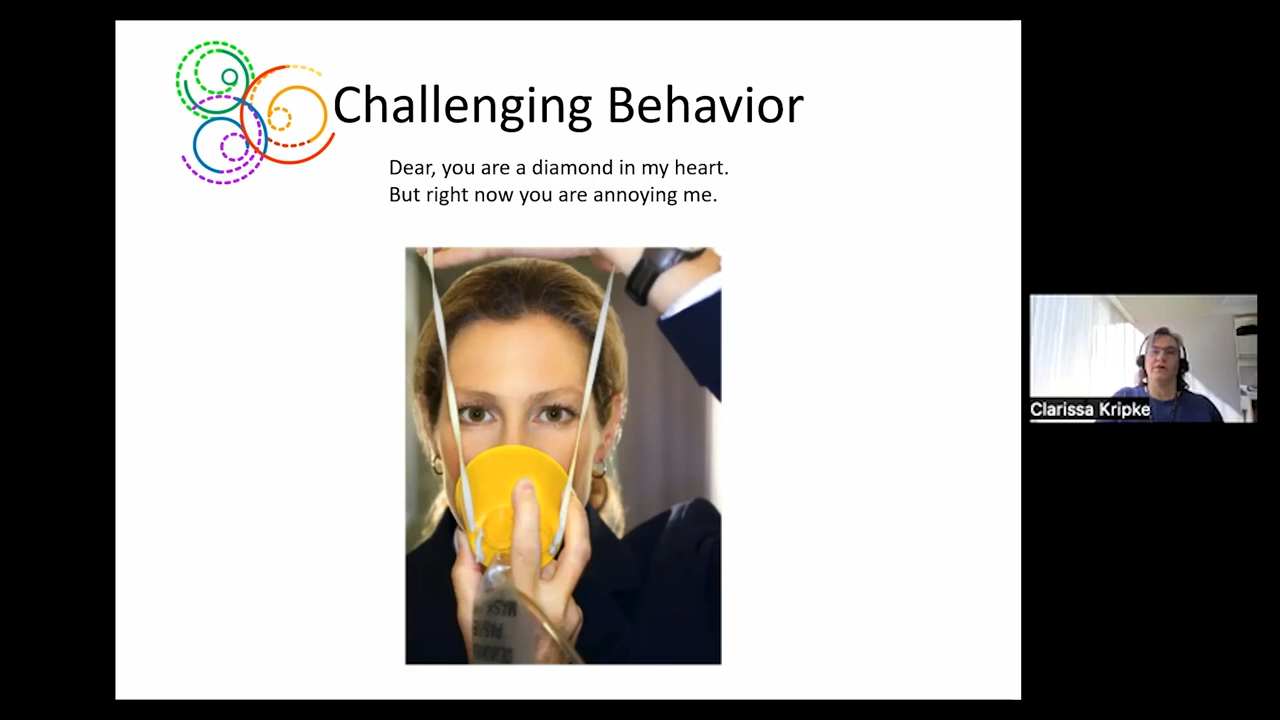 Challenging Behavior
Dear, you are a diamond in my heart.
But right now you are annoying me.
Clarissa Kripke